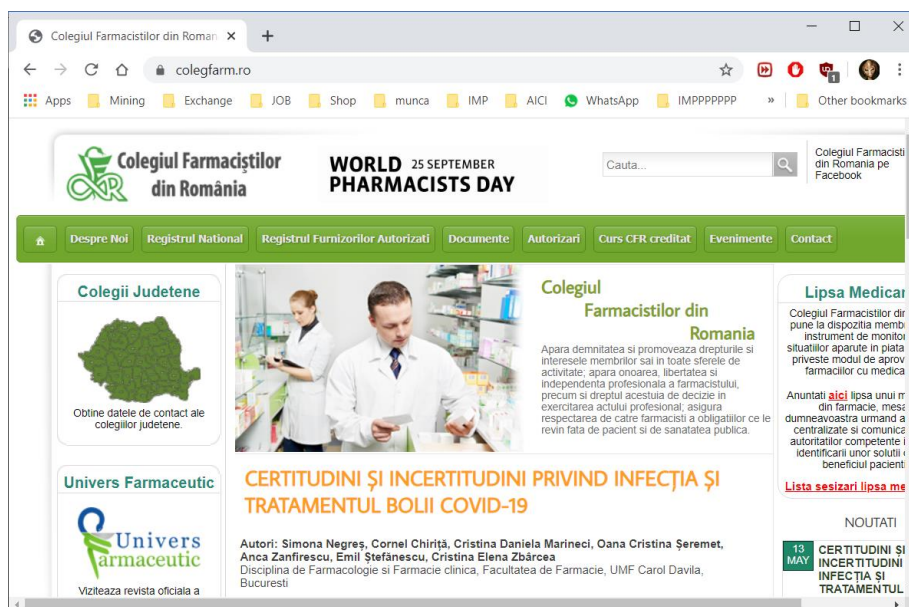 Colegiul Farmacistilor din Roman
colegfarm.ro
Apps Mining Exchange JOB Shop munca IMP AICI WhatsApp IMPPPPPPP » Other bookmarks
1
Colegiul Farmaciștilor
din România
CFR
WORLD 25 SEPTEMBER
PHARMACISTS DAY
Cauta...
Colegiul Farmacisti
din Romania pe
Facebook
Despre Noi Registrul National Registrul Furnizorilor Autorizati Documente Autorizari Curs CFR creditat Evenimente Contact
Colegii Judetene
Obtine datele de contact ale
colegiilor judetene.
Univers Farmaceutic
Univers
farmaceutic
Viziteaza revista oficiala a
Colegiul
Farmacistilor din
Romania
Apara demnitatea si promoveaza drepturile si
interesele membrilor sai in toate sferele de
activitate; apara onoarea, libertatea si
independenta profesionala a farmacistului,
precum si dreptul acestuia de decizie in
exercitarea actului profesional; asigura
respectarea de catre farmacisti a obligatiilor ce le
revin fata de pacient si de sanatatea publica.
CERTITUDINI ȘI INCERTITUDINI PRIVIND INFECȚIA ȘI
TRATAMENTUL BOLII COVID-19
Autori: Simona Negreș, Cornel Chiriță, Cristina Daniela Marineci, Oana Cristina Șeremet,
Anca Zanfirescu, Emil Ștefănescu, Cristina Elena Zbârcea
Disciplina de Farmacologie si Farmacie clinica, Facultatea de Farmacie, UMF Carol Davila,
Bucuresti
Lipsa Medicar
Colegiul Farmacistilor dir
pune la dispozitia membr
instrument de monitor
situatiilor aparute in piata
priveste modul de aprov
farmaciilor cu medica
Anuntati aici lipsa unui m
din farmacie, mesa
dumneavoastra urmand a
centralizate si comunica
autoritatilor competente i
identificarii unor solutii
beneficiul pacient
Lista sesizari lipsa me
NOUTATI
13
MAY
CERTITUDINI ȘI
INCERTITUDINI
INFECȚIA ȘI
TRATAMENTUL